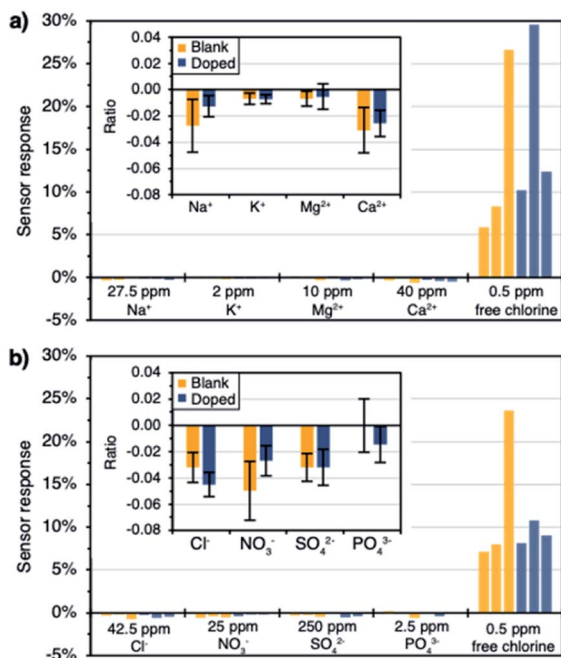 a)
30%
25%
20%
15%
10%
5%
0%
-5%
Sensor response
0.04
0.02
0.00
-0.02
-0.04
-0.06
-0.08
Ratio
Blank
Doped
Na⁺ K⁺ Mg²⁺ Ca²⁺
27.5 ppm 2 ppm 10 ppm 40 ppm 0.5 ppm
Na⁺ K⁺ Mg²⁺ Ca²⁺ free chlorine
b)
30%
25%
20%
15%
10%
5%
0%
-5%
Sensor response
0.04
0.02
0.00
-0.02
-0.04
-0.06
-0.08
Ratio
Blank
Doped
Cl⁻ NO₃⁻ SO₄²⁻ PO₄³⁻
42.5 ppm 25 ppm 250 ppm 2.5 ppm 0.5 ppm
Cl⁻ NO₃⁻ SO₄²⁻ PO₄³⁻ free chlorine